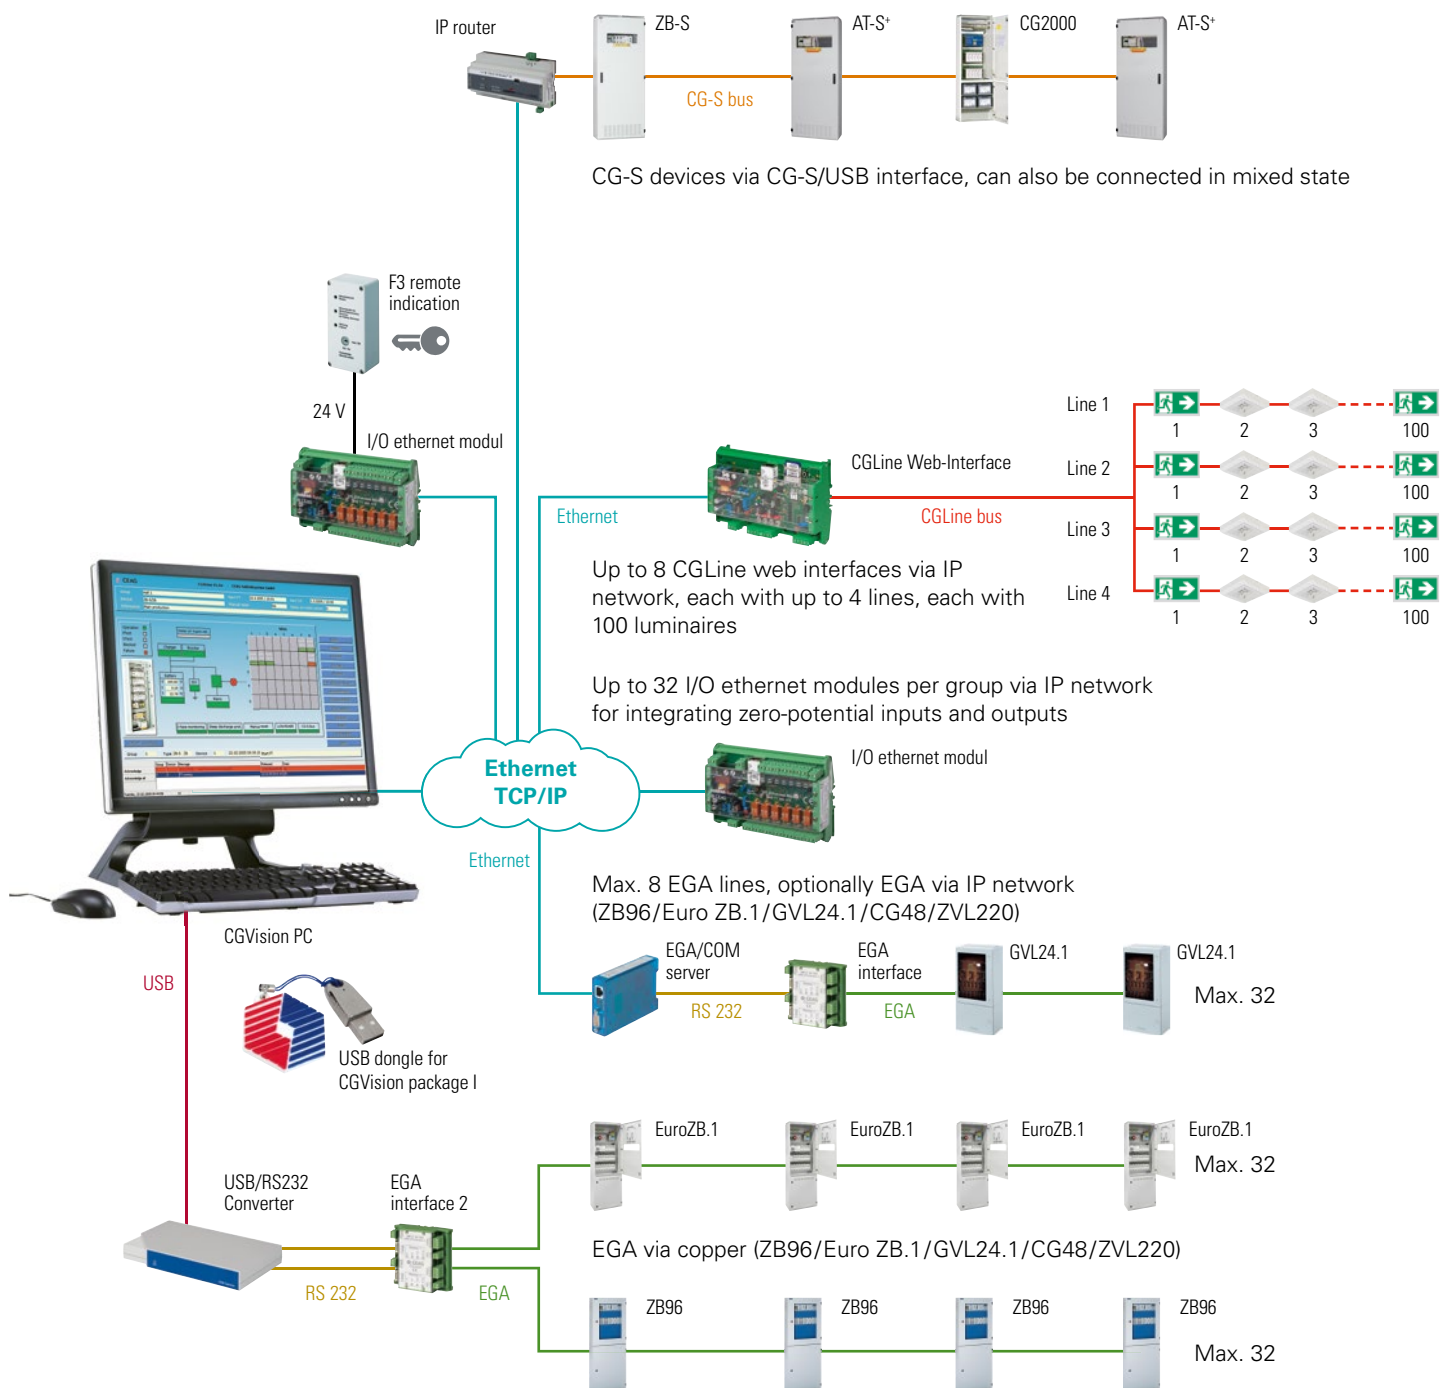 IP router
ZB-S
AT-S+
CG2000
AT-S+
CG-S bus
CG-S devices via CG-S/USB interface, can also be connected in mixed state
F3 remote
indication
24 V
I/O ethernet modul
Ethernet
CGLine Web-Interface
CGLine bus
Line 1
1 2 3 100
Line 2
1 2 3 100
Line 3
1 2 3 100
Line 4
1 2 3 100
Up to 8 CGLine web interfaces via IP
network, each with up to 4 lines, each with
100 luminaires
Up to 32 I/O ethernet modules per group via IP network
for integrating zero-potential inputs and outputs
I/O ethernet modul
Ethernet
TCP/IP
Ethernet
Max. 8 EGA lines, optionally EGA via IP network
(ZB96/Euro ZB.1/GVL24.1/CG48/ZVL220)
CGVision PC
USB
USB dongle for
CGVision package I
EGA/COM
server
RS 232
EGA
interface
EGA
GVL24.1
GVL24.1
Max. 32
USB/RS232
Converter
RS 232
EGA
interface 2
EGA
EuroZB.1
EuroZB.1
EuroZB.1
EuroZB.1
Max. 32
EGA via copper (ZB96/Euro ZB.1/GVL24.1/CG48/ZVL220)
ZB96
ZB96
ZB96
ZB96
Max. 32